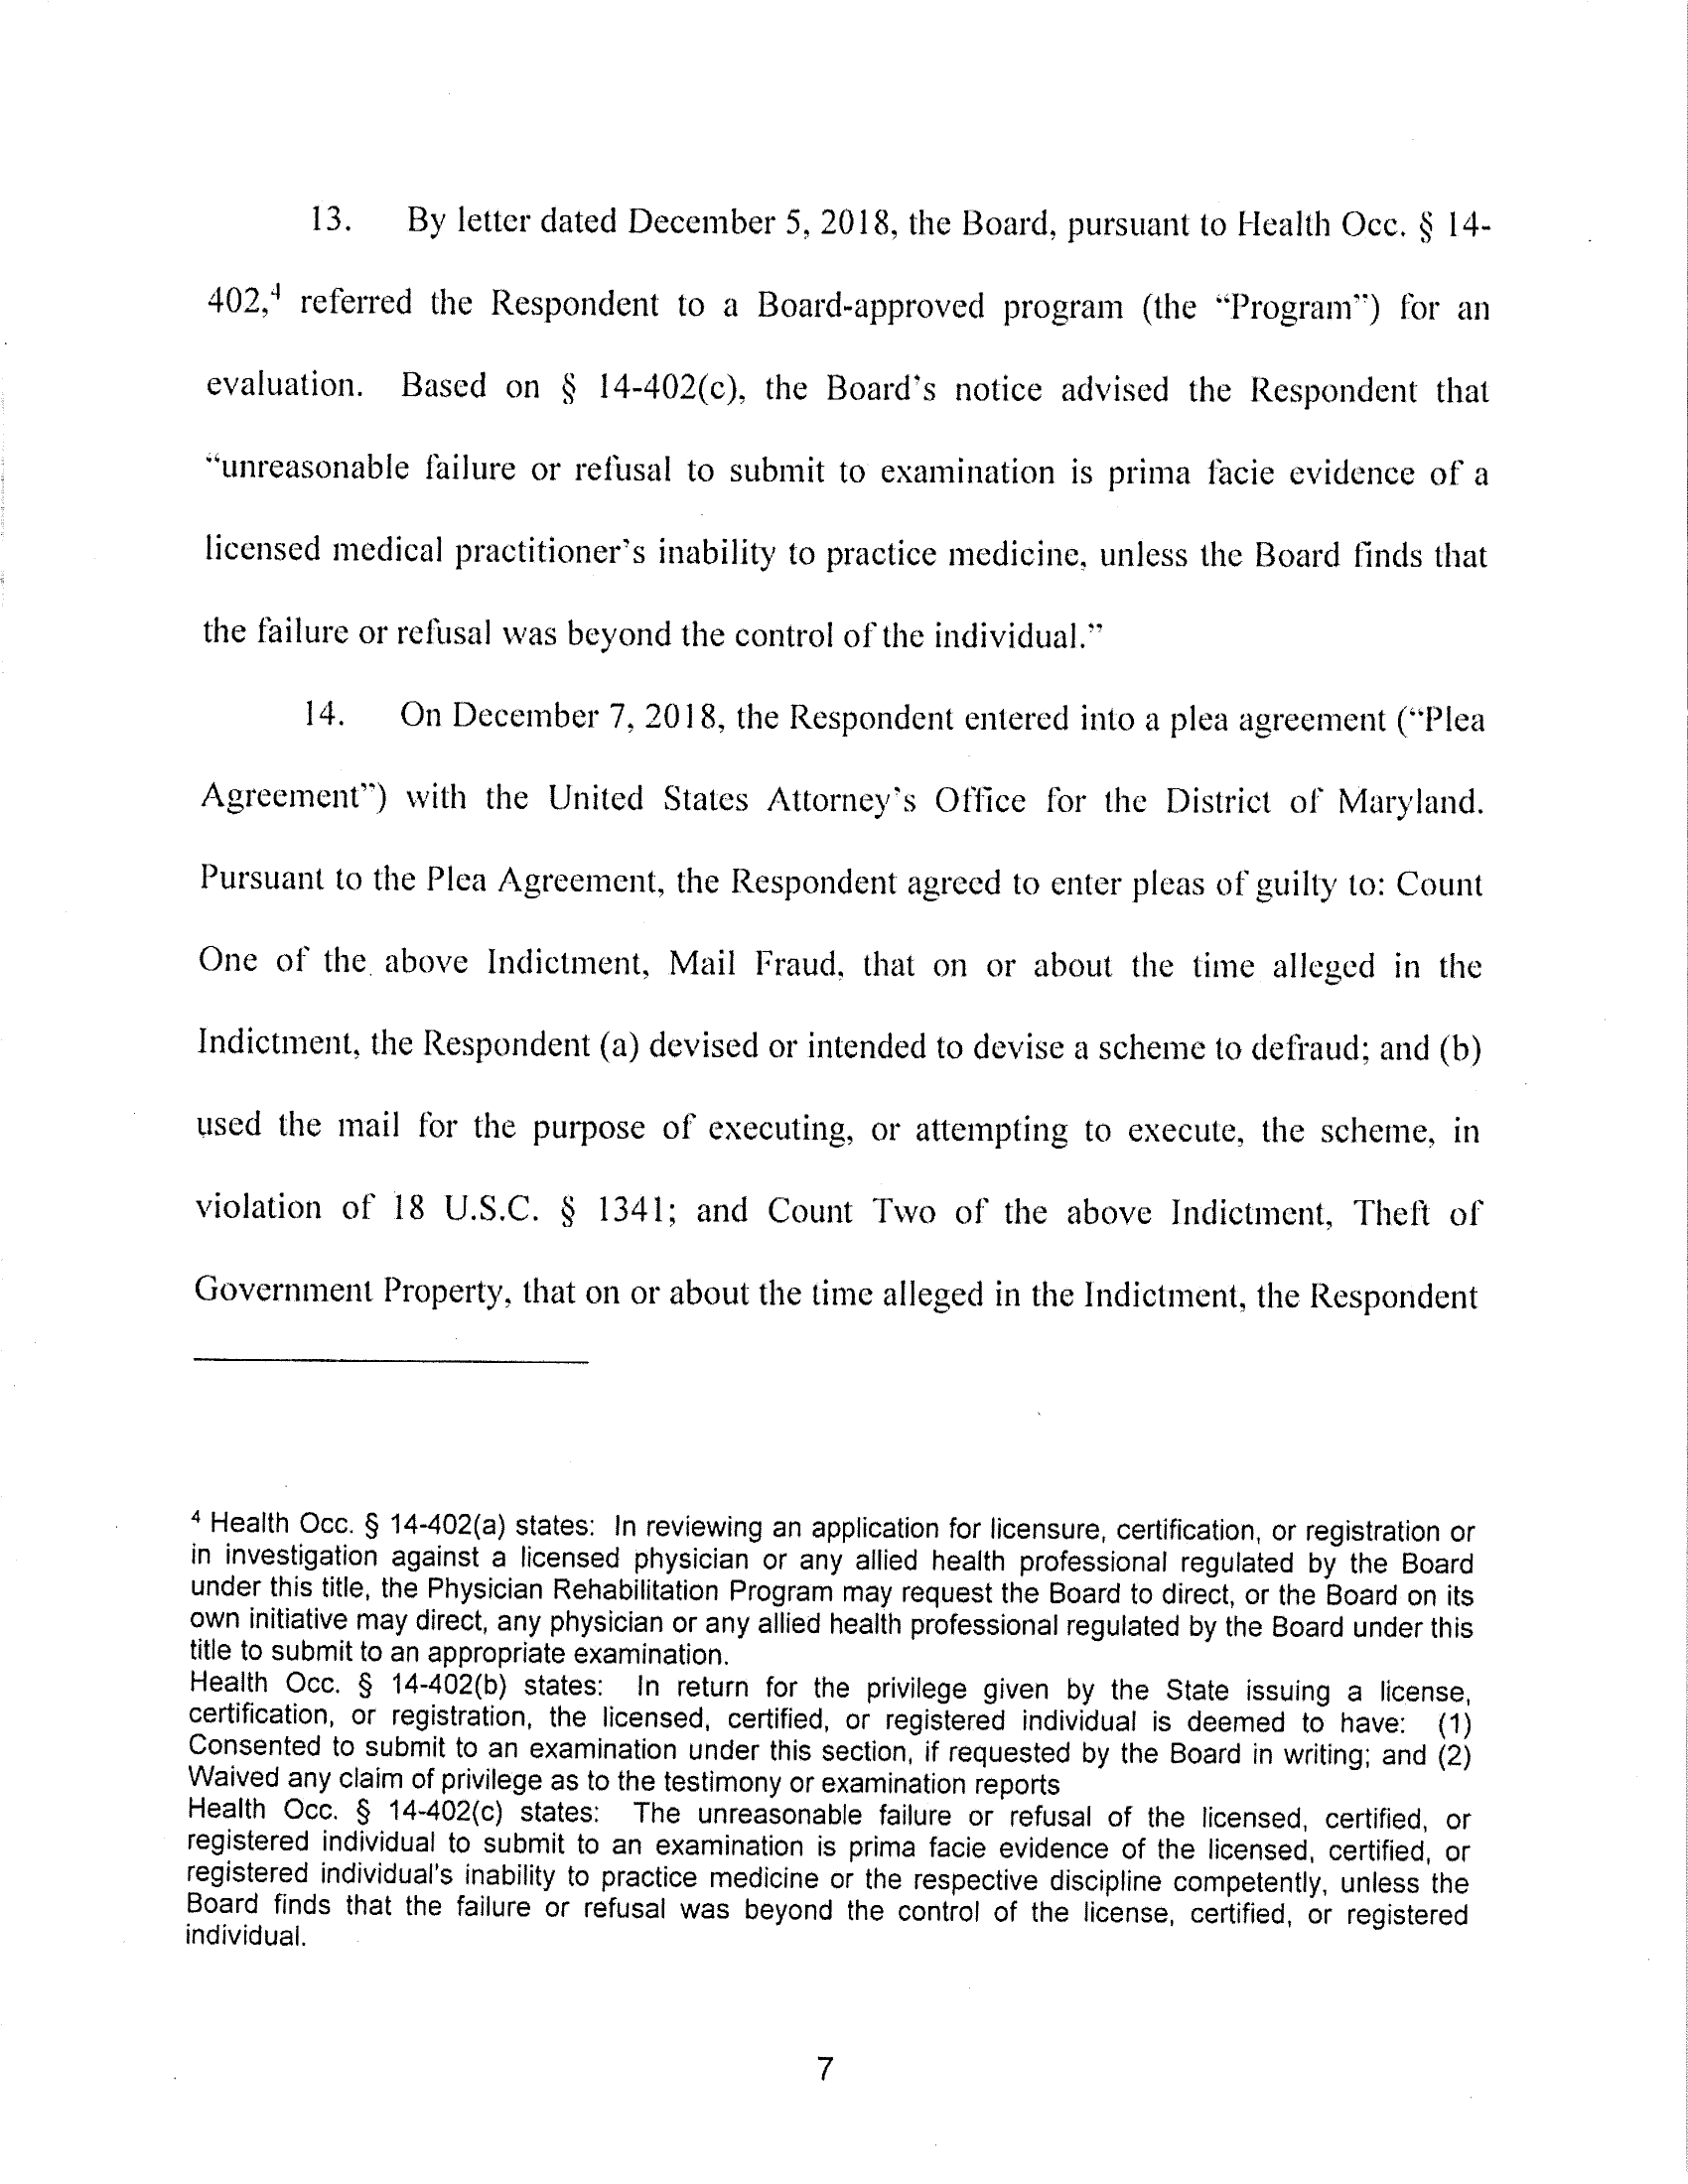 13. By letter dated December 5, 2018, the Board, pursuant to Health Occ. § 14-
402,4 referred the Respondent to a Board-approved program (the “Program”) for an
evaluation. Based on § 14-402(c), the Board’s notice advised the Respondent that
“unreasonable failure or refusal to submit to examination is prima facie evidence of a
licensed medical practitioner’s inability to practice medicine, unless the Board finds that
the failure or refusal was beyond the control of the individual.”
14. On December 7, 2018, the Respondent entered into a plea agreement (“Plea
Agreement”) with the United States Attorney’s Office for the District of Maryland.
Pursuant to the Plea Agreement, the Respondent agreed to enter pleas of guilty to: Count
One of the above Indictment, Mail Fraud, that on or about the time alleged in the
Indictment, the Respondent (a) devised or intended to devise a scheme to defraud; and (b)
used the mail for the purpose of executing, or attempting to execute, the scheme, in
violation of 18 U.S.C. § 1341; and Count Two of the above Indictment, Theft of
Government Property, that on or about the time alleged in the Indictment, the Respondent
4 Health Occ. § 14-402(a) states: In reviewing an application for licensure, certification, or registration or
in investigation against a licensed physician or any allied health professional regulated by the Board
under this title, the Physician Rehabilitation Program may request the Board to direct, or the Board on its
own initiative may direct, any physician or any allied health professional regulated by the Board under this
title to submit to an appropriate examination.
Health Occ. § 14-402(b) states: In return for the privilege given by the State issuing a license,
certification, or registration, the licensed, certified, or registered individual is deemed to have: (1)
Consented to submit to an examination under this section, if requested by the Board in writing; and (2)
Waived any claim of privilege as to the testimony or examination reports
Health Occ. § 14-402(c) states: The unreasonable failure or refusal of the licensed, certified, or
registered individual to submit to an examination is prima facie evidence of the licensed, certified, or
registered individual's inability to practice medicine or the respective discipline competently, unless the
Board finds that the failure or refusal was beyond the control of the license, certified, or registered
individual.
7